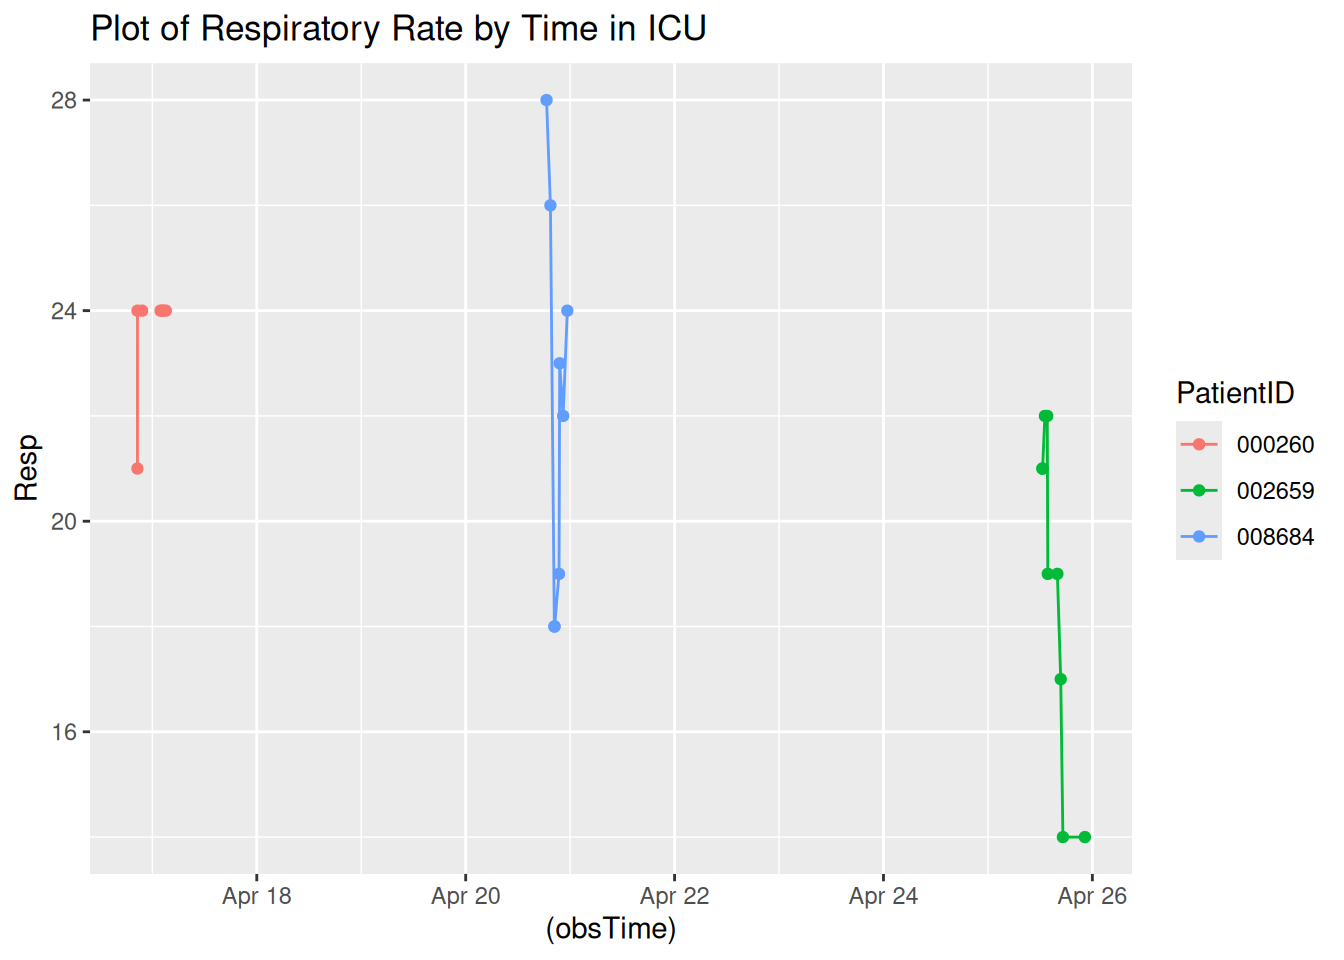 Plot of Respiratory Rate by Time in ICU
28
24
20
16
Resp
Apr 18
Apr 20
Apr 22
Apr 24
Apr 26
(obsTime)
PatientID
000260
002659
008684